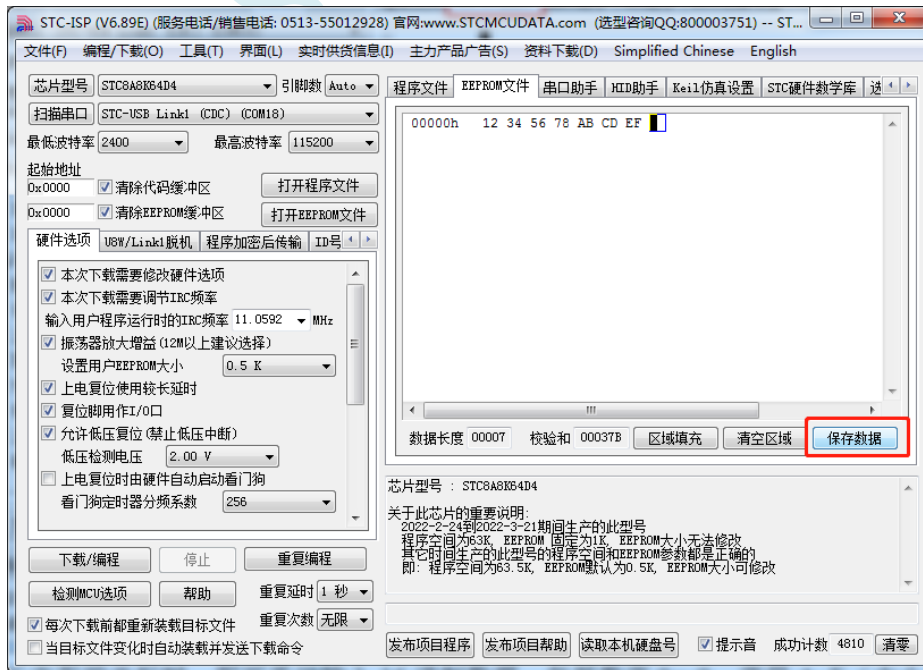 STC-ISP (V6.89E) (服务电话/销售电话: 0513-55012928) 官网:www.STCMCUDATA.com (选型咨询QQ:800003751) -- ST...
文件(F) 编程/下载(O) 工具(T) 界面(L) 实时供货信息(I) 主力产品广告(S) 资料下载(D) Simplified Chinese English
芯片型号 STC8A8K64D4 引脚数 Auto
扫描串口 STC-USB Link1 (CDC) (COM18)
最低波特率 2400 最高波特率 115200
起始地址
0x0000 清除代码缓冲区 打开程序文件
0x0000 清除EEPROM缓冲区 打开EEPROM文件
硬件选项 U8W/Link1脱机 程序加密后传输 ID号
本次下载需要修改硬件选项
本次下载需要调节IRC频率
输入用户程序运行时的IRC频率 11.0592 MHz
振荡器放大增益(12M以上建议选择)
设置用户EEPROM大小 0.5 K
上电复位使用较长延时
复位脚用作I/O口
允许低压复位(禁止低压中断)
低压检测电压 2.00 V
上电复位时由硬件自动启动看门狗
看门狗定时器分频系数 256
下载/编程 停止 重复编程
检测MCU选项 帮助 重复延时 1 秒
每次下载前都重新装载目标文件 重复次数 无限
当目标文件变化时自动装载并发送下载命令
程序文件 EEPROM文件 串口助手 HID助手 Keil仿真设置 STC硬件数学库 选
00000h 12 34 56 78 AB CD EF
数据长度 00007 校验和 0037B 区域填充 清空区域 保存数据
芯片型号 : STC8A8K64D4
关于此芯片的重要说明:
2022-2-24到2022-3-21期间生产的此型号
程序空间为63K, EEPROM 固定为1K, EEPROM大小无法修改
其它时间生产的此型号的程序空间和EEPROM参数都是正确的
即: 程序空间为63.5K, EEPROM默认为0.5K, EEPROM大小可修改
发布项目程序 发布项目帮助 读取本机硬盘号 提示音 成功计数 4810 清零